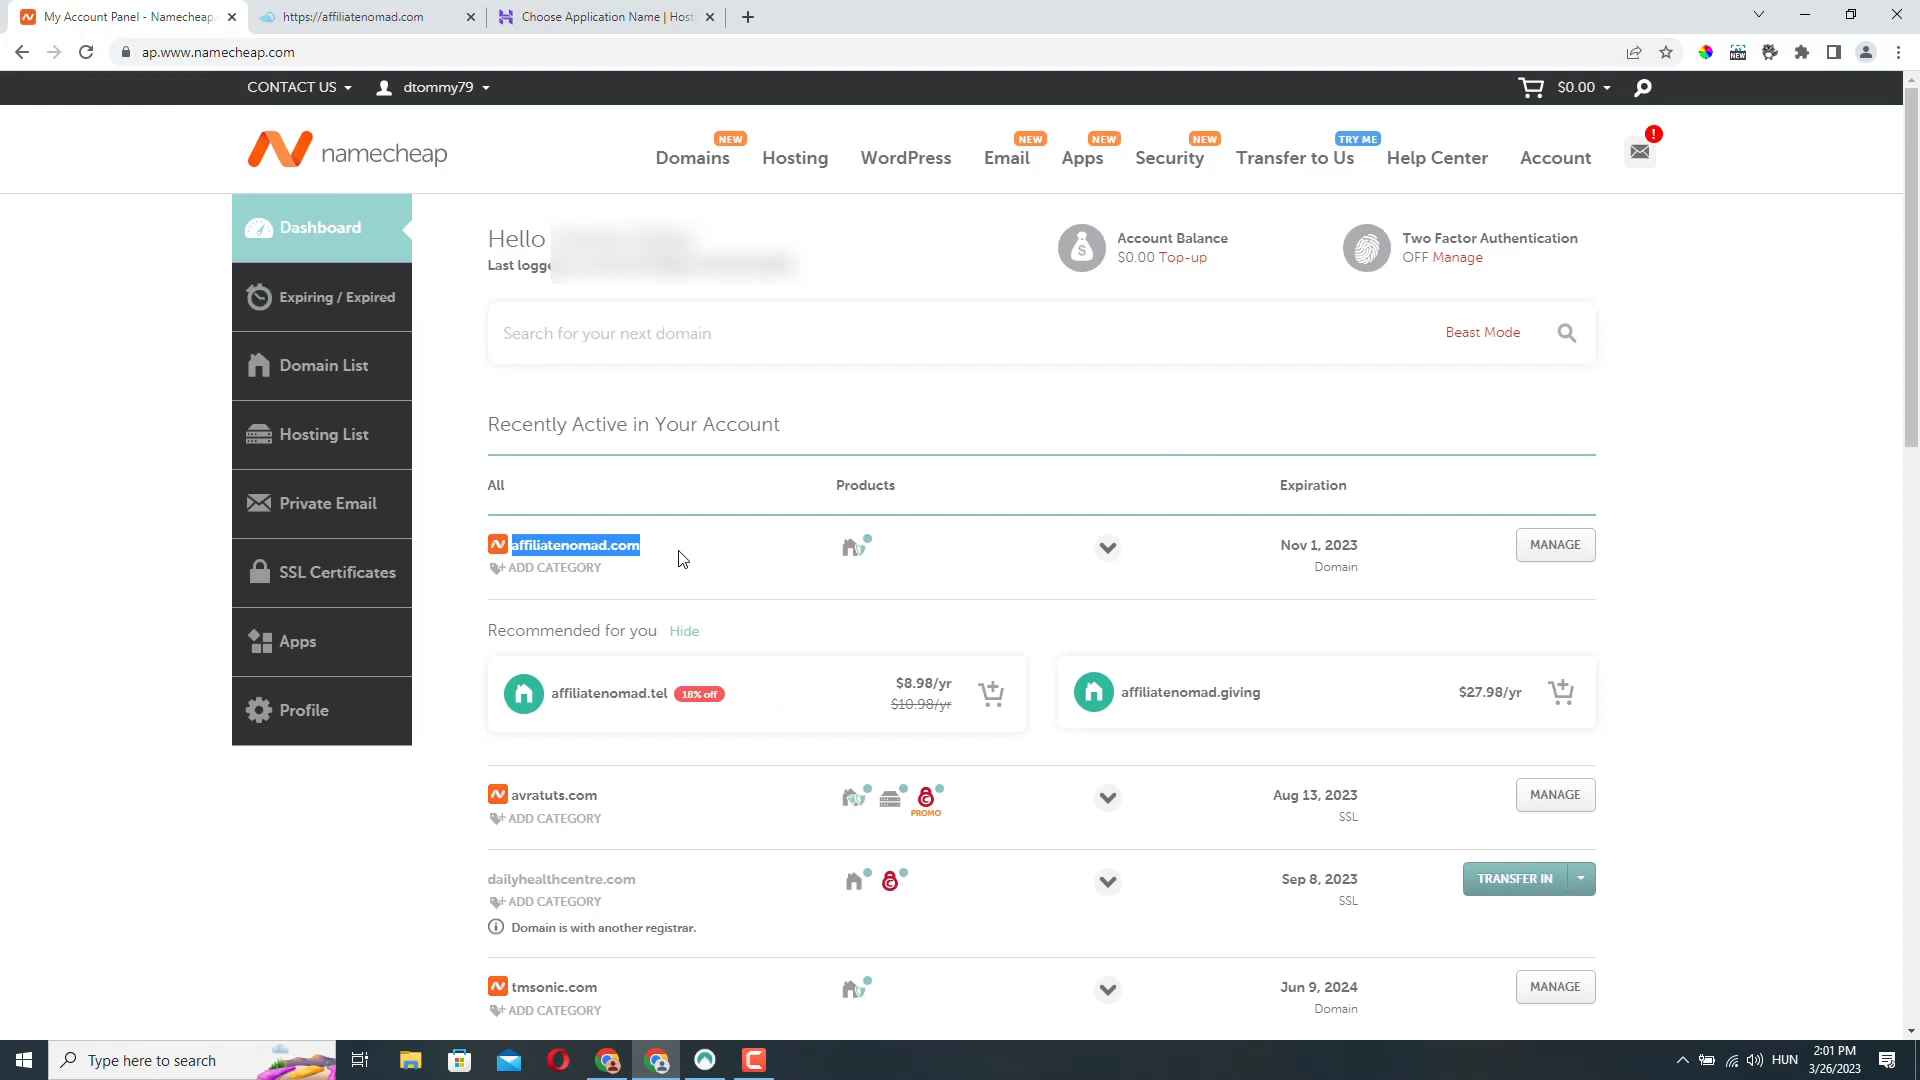 My Account Panel - Namecheap.
https://affiliatenomad.com
Choose Application Name | Host
ap.www.namecheap.com
NEW
CONTACT US
dtommy79
$0.00
namecheap
NEW
NEW
NEW
NEW
TRY ME
Domains
Hosting
WordPress
Email
Apps
Security
Transfer to Us
Help Center
Account
!
Dashboard
Expiring / Expired
Domain List
Hosting List
Private Email
SSL Certificates
Apps
Profile
Hello
Last logge
Account Balance
$0.00 Top-up
Two Factor Authentication
OFF Manage
Search for your next domain
Beast Mode
Recently Active in Your Account
All
Products
Expiration
affiliatenomad.com
ADD CATEGORY
Nov 1, 2023
Domain
MANAGE
Recommended for you Hide
affiliatenomad.tel
18% off
$8.98/yr
$10.98/yr
affiliatenomad.giving
$27.98/yr
avratuts.com
ADD CATEGORY
PROMO
Aug 13, 2023
SSL
MANAGE
dailyhealthcentre.com
ADD CATEGORY
Domain is with another registrar.
Sep 8, 2023
SSL
TRANSFER IN
tmsonic.com
ADD CATEGORY
Jun 9, 2024
Domain
MANAGE
Type here to search
HUN
2:01 PM
3/26/2023